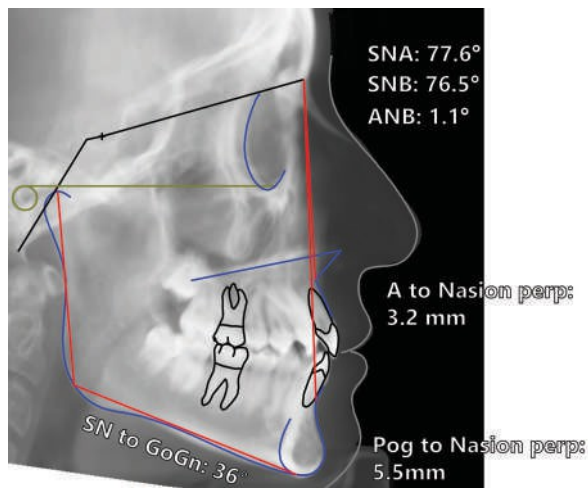 SNA: 77.6°
SNB: 76.5°
ANB: 1.1°
A to Nasion perp:
3.2 mm
SN to GoGn: 36°
Pog to Nasion perp:
5.5mm